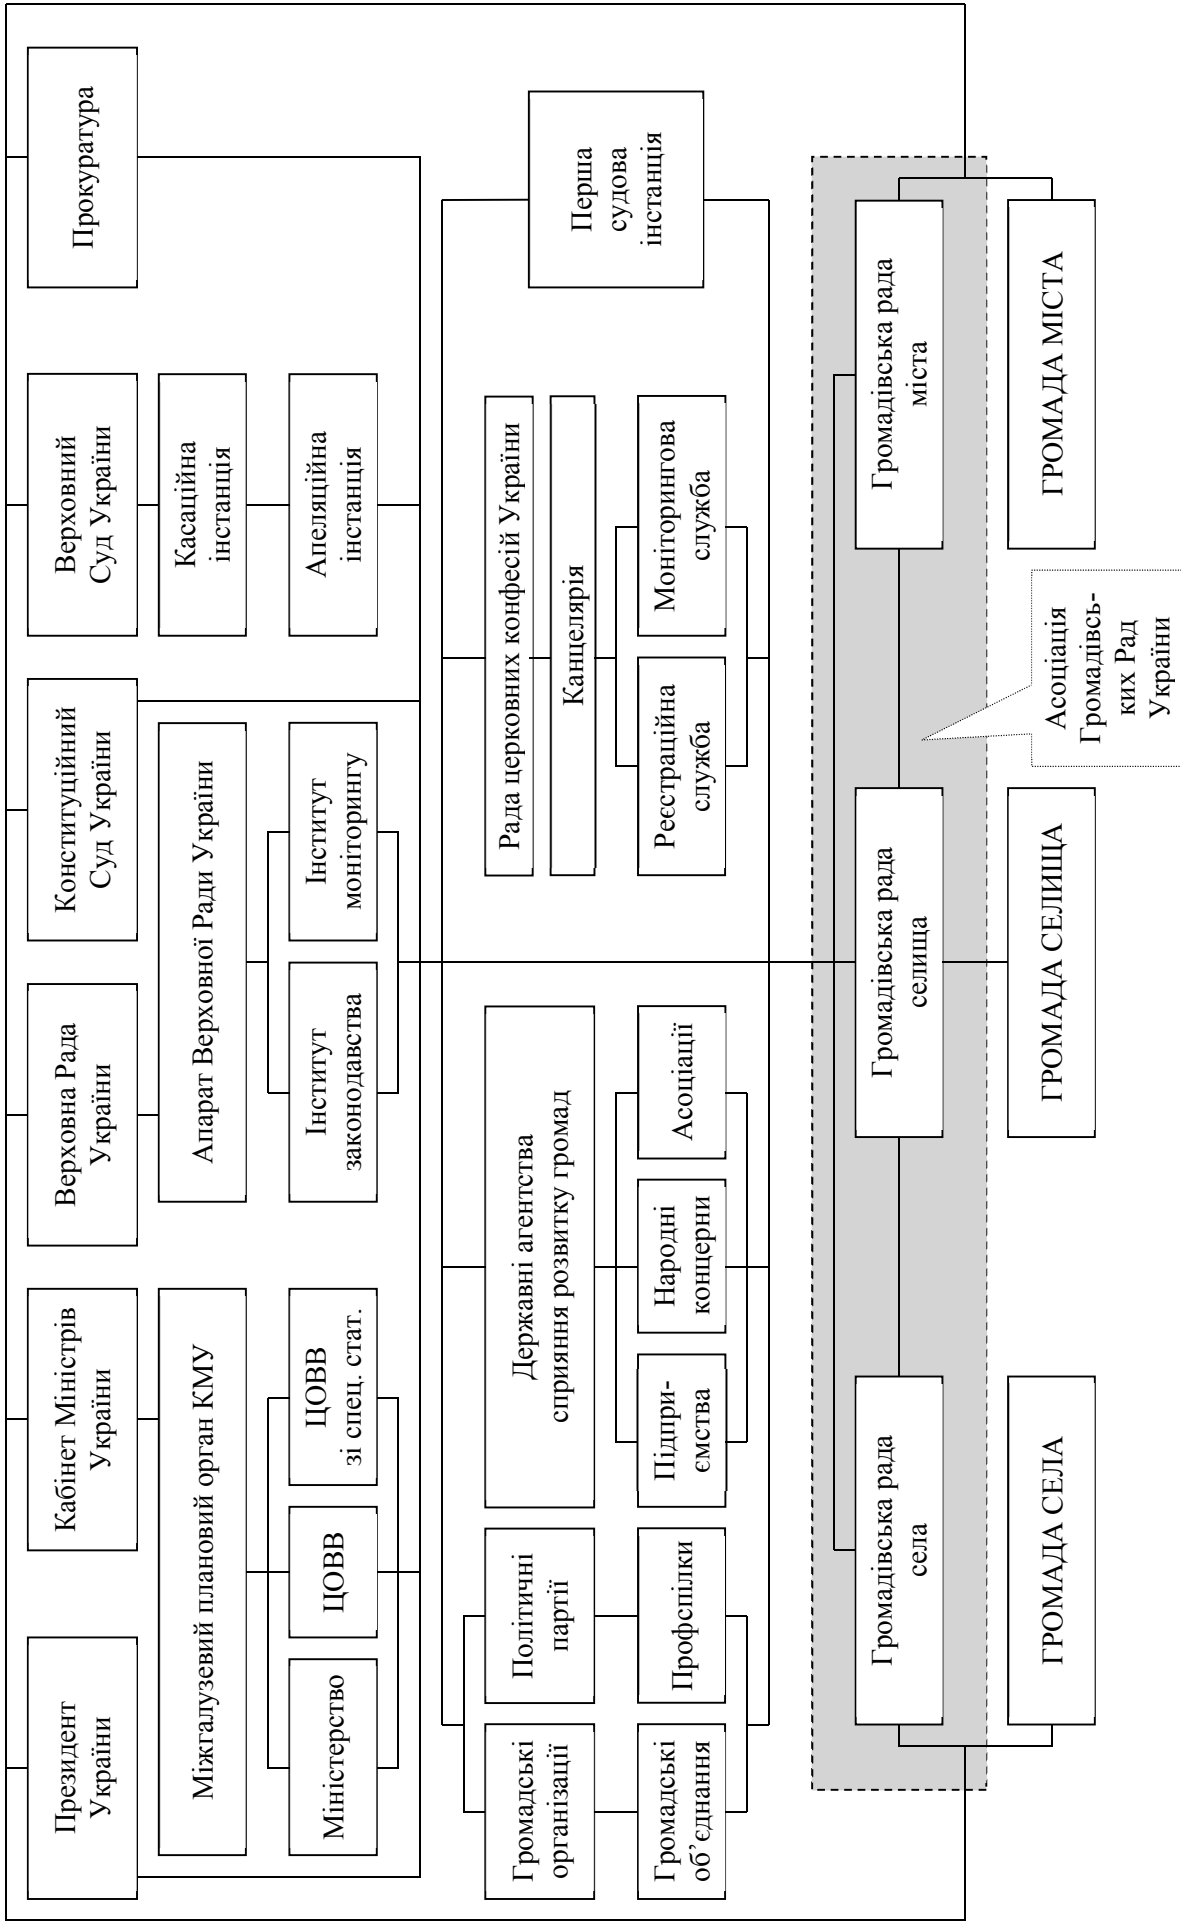 Президент
України
Кабінет Міністрів
України
Верховна Рада
України
Конституційний
Суд України
Верховний
Суд України
Прокуратура
Міжгалузевий плановий орган КМУ
Апарат Верховної Ради України
Касаційна
інстанція
Міністерство
ЦОВВ
ЦОВВ
зі спец. стат.
Інститут
законодавства
Інститут
моніторингу
Апеляційна
інстанція
Громадські
організації
Політичні
партії
Державні агентства
сприяння розвитку громад
Рада церковних конфесій України
Канцелярія
Перша
судова
інстанція
Громадські
об’єднання
Профспілки
Підпри-
ємства
Народні
концерни
Асоціації
Реєстраційна
служба
Моніторингова
служба
Громадівська рада
села
Громадівська рада
селища
Громадівська рада
міста
ГРОМАДА СЕЛА
ГРОМАДА СЕЛИЩА
ГРОМАДА МІСТА
Асоціація
Громадівсь-
ких Рад
України